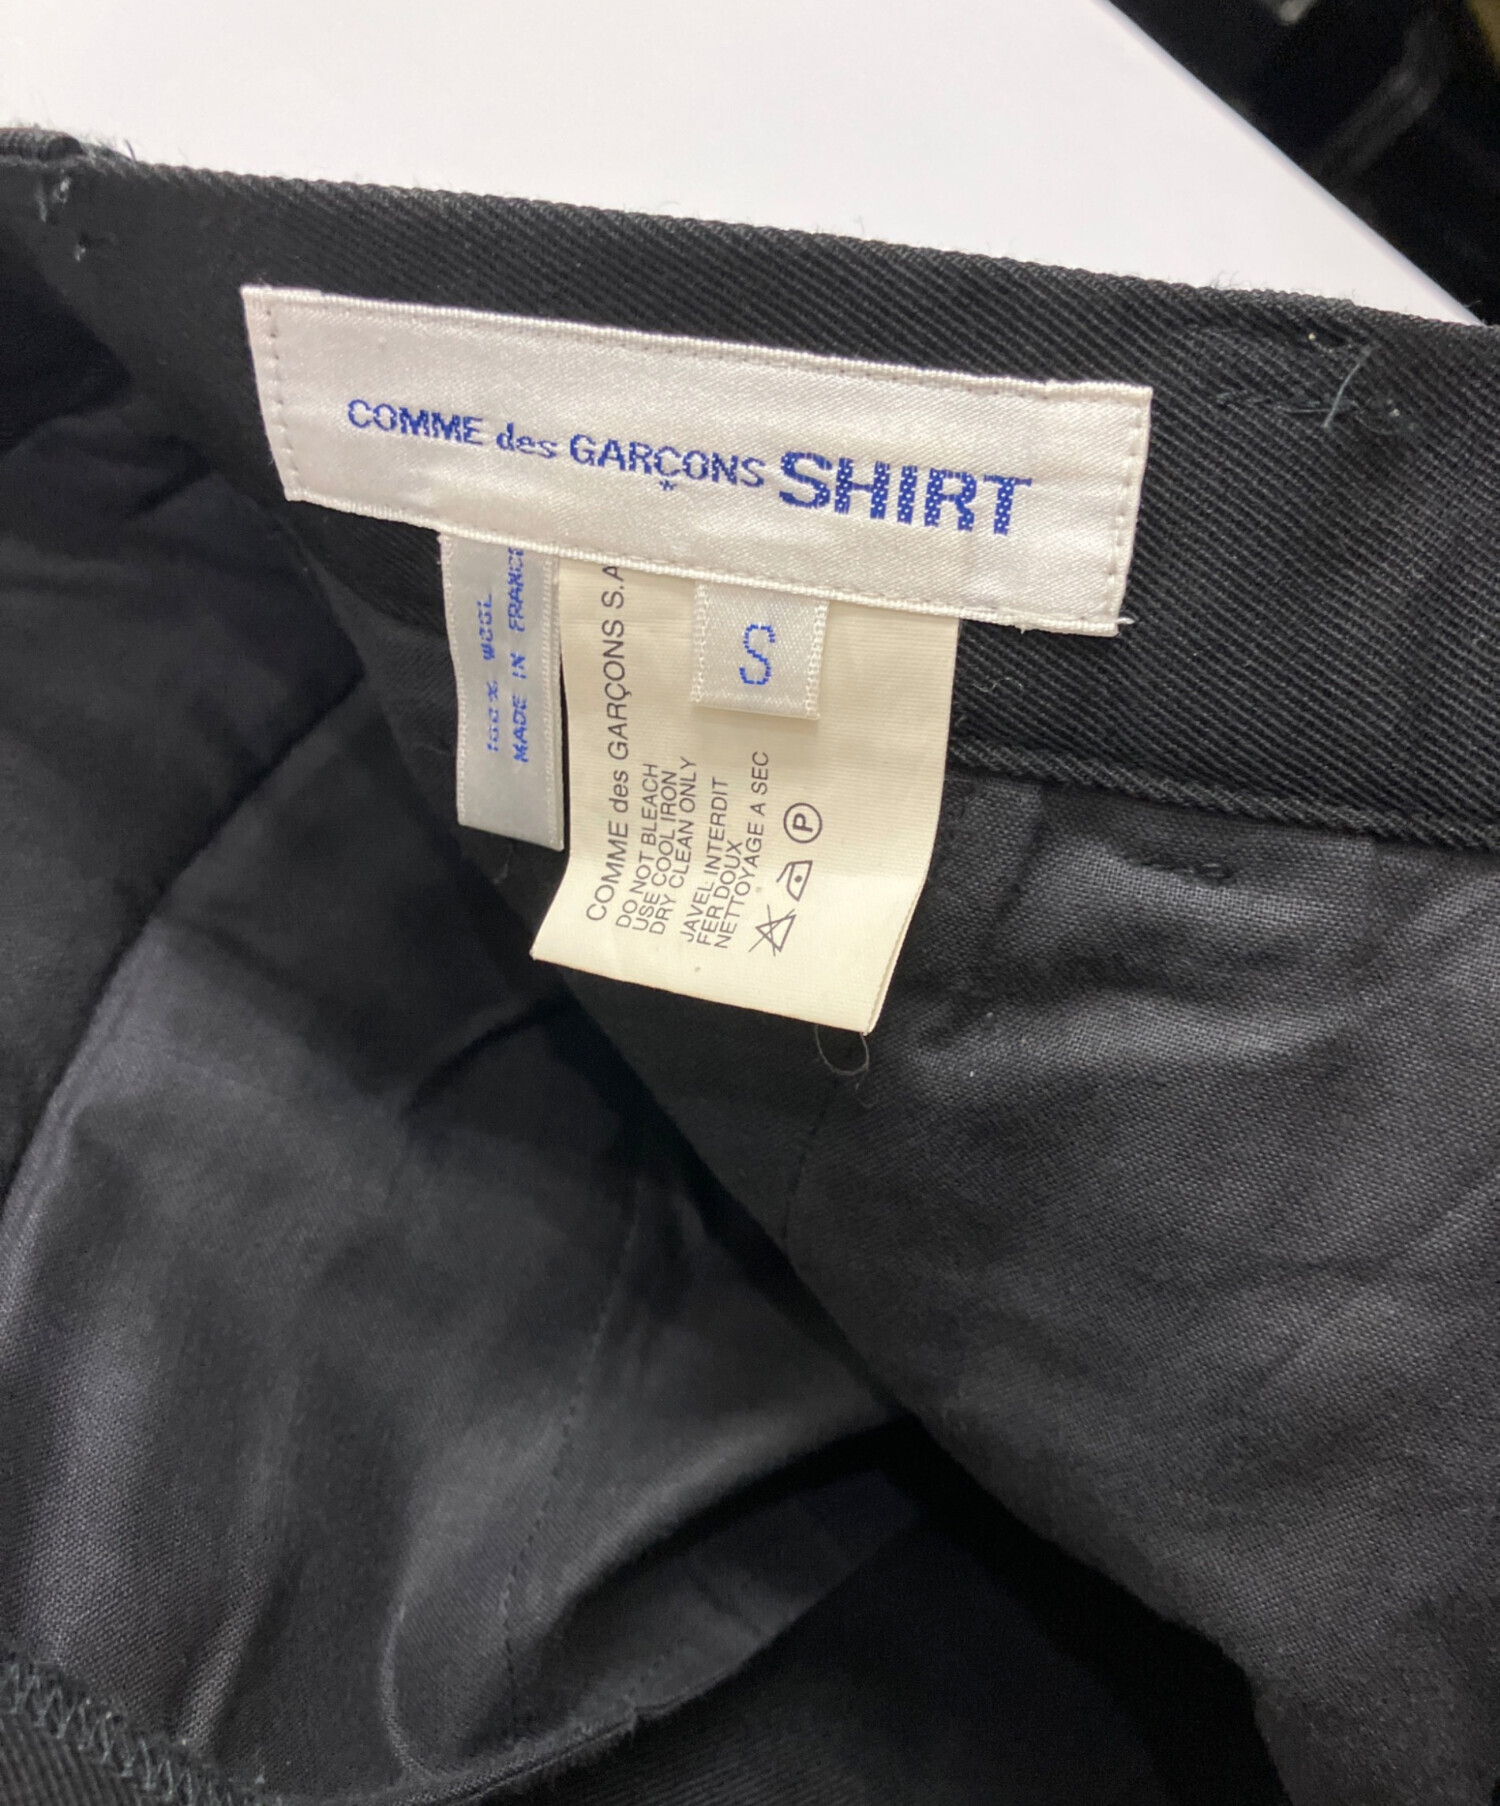 COMME des GARÇONS SHIRT
100% WOOL
MADE IN FRANCE
COMME des GARÇONS S.A
S
DO NOT BLEACH
USE COOL IRON
DRY CLEAN ONLY
JAVEL INTERDIT
FER DOUX
NETTOYAGE A SEC
P